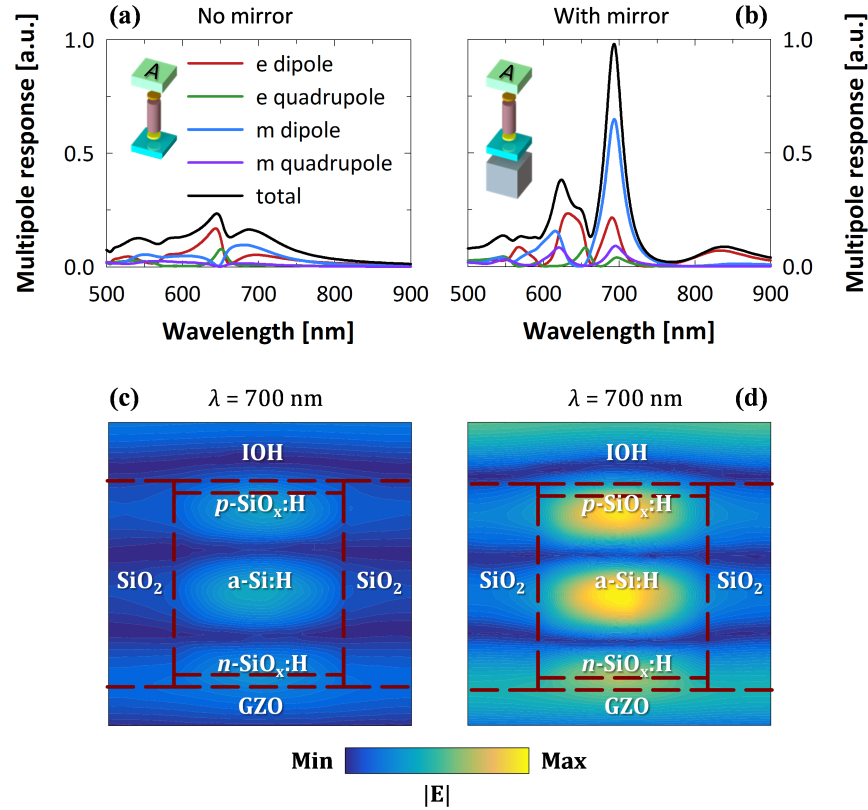 (a) No mirror
With mirror (b)
Multipole response [a.u.]
1.0
0.5
0.0
A
e dipole
e quadrupole
m dipole
m quadrupole
total
500 600 700 800 900
Wavelength [nm]
A
1.0
0.5
0.0
Multipole response [a.u.]
500 600 700 800 900
Wavelength [nm]
(c) λ = 700 nm
IOH
p-SiOₓ:H
SiO₂ a-Si:H SiO₂
n-SiOₓ:H
GZO
λ = 700 nm (d)
IOH
p-SiOₓ:H
SiO₂ a-Si:H SiO₂
n-SiOₓ:H
GZO
Min Max
|E|